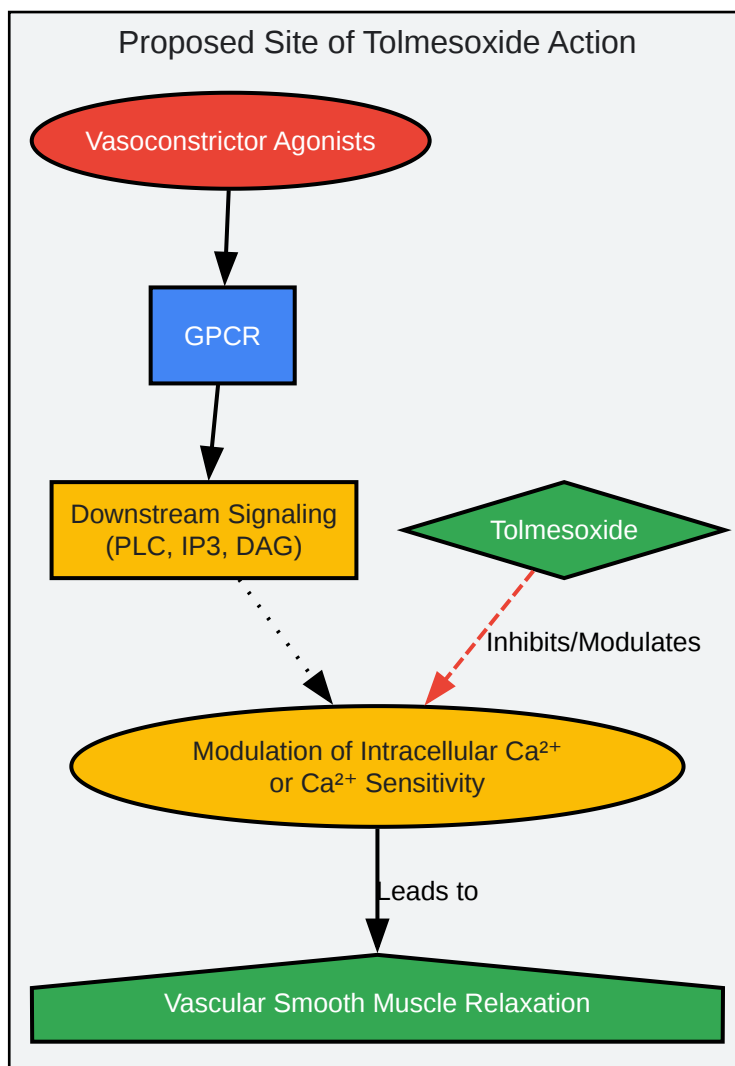 Proposed Site of Tolmesoxide Action
Vasoconstrictor Agonists
GPCR
Downstream Signaling
(PLC, IP3, DAG)
Tolmesoxide
Inhibits/Modulates
Modulation of Intracellular Ca²⁺
or Ca²⁺ Sensitivity
Leads to
Vascular Smooth Muscle Relaxation